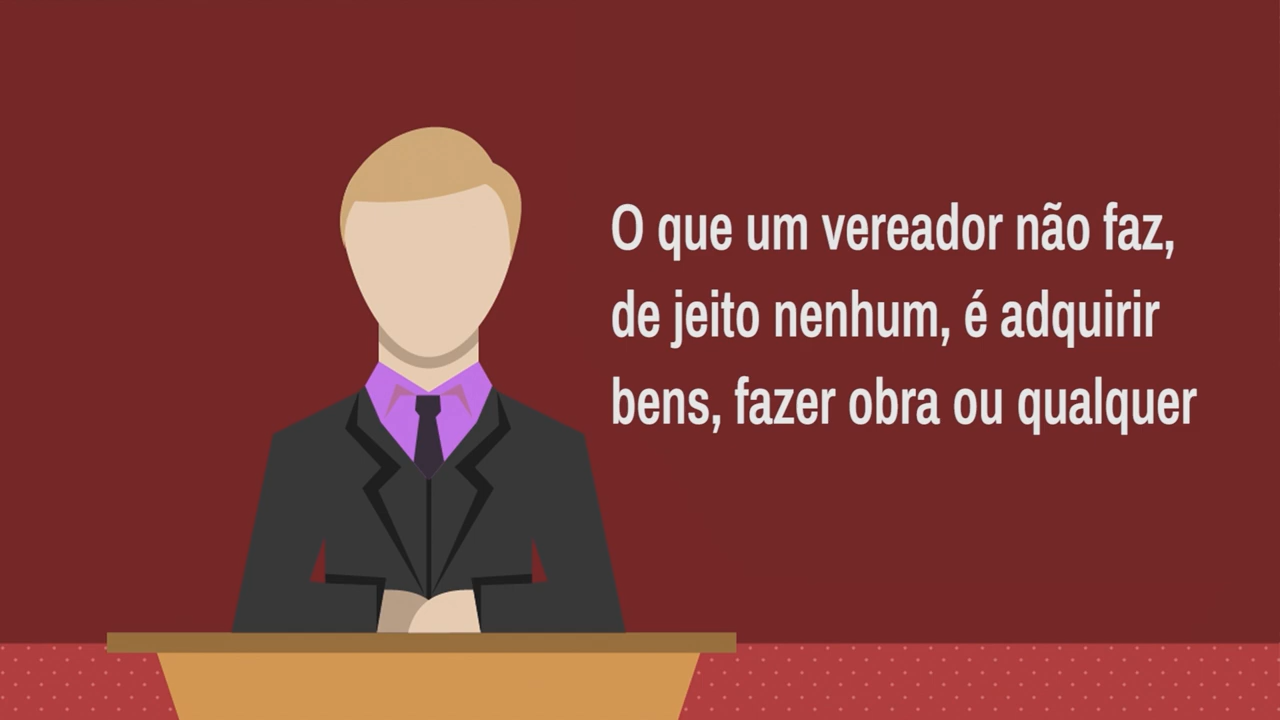 O que um vereador não faz,
de jeito nenhum, é adquirir
bens, fazer obra ou qualquer